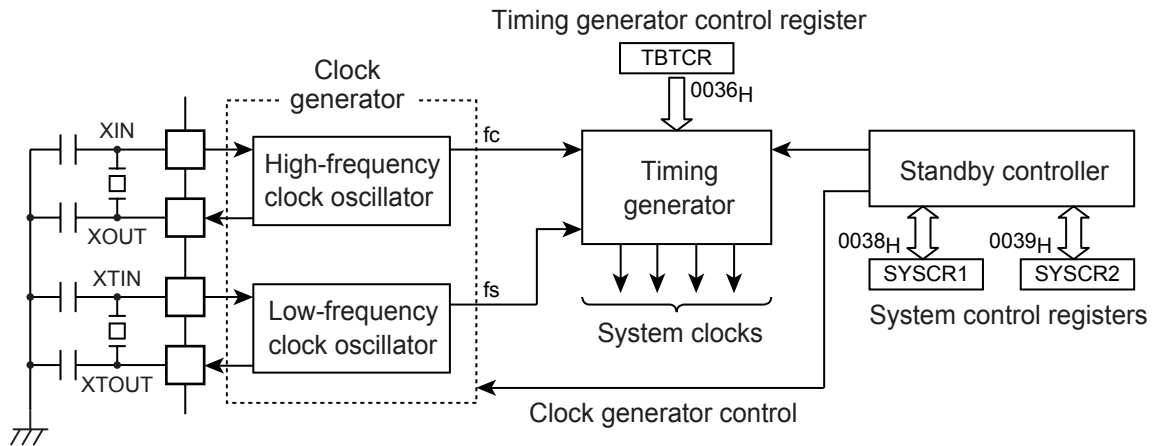 Timing generator control register
TBTCR
0036H
Clock
generator
XIN
High-frequency
clock oscillator
fc
XOUT
Timing
generator
Standby controller
0038H
0039H
SYSCR1
SYSCR2
System control registers
XTIN
Low-frequency
clock oscillator
fs
XTOUT
System clocks
Clock generator control